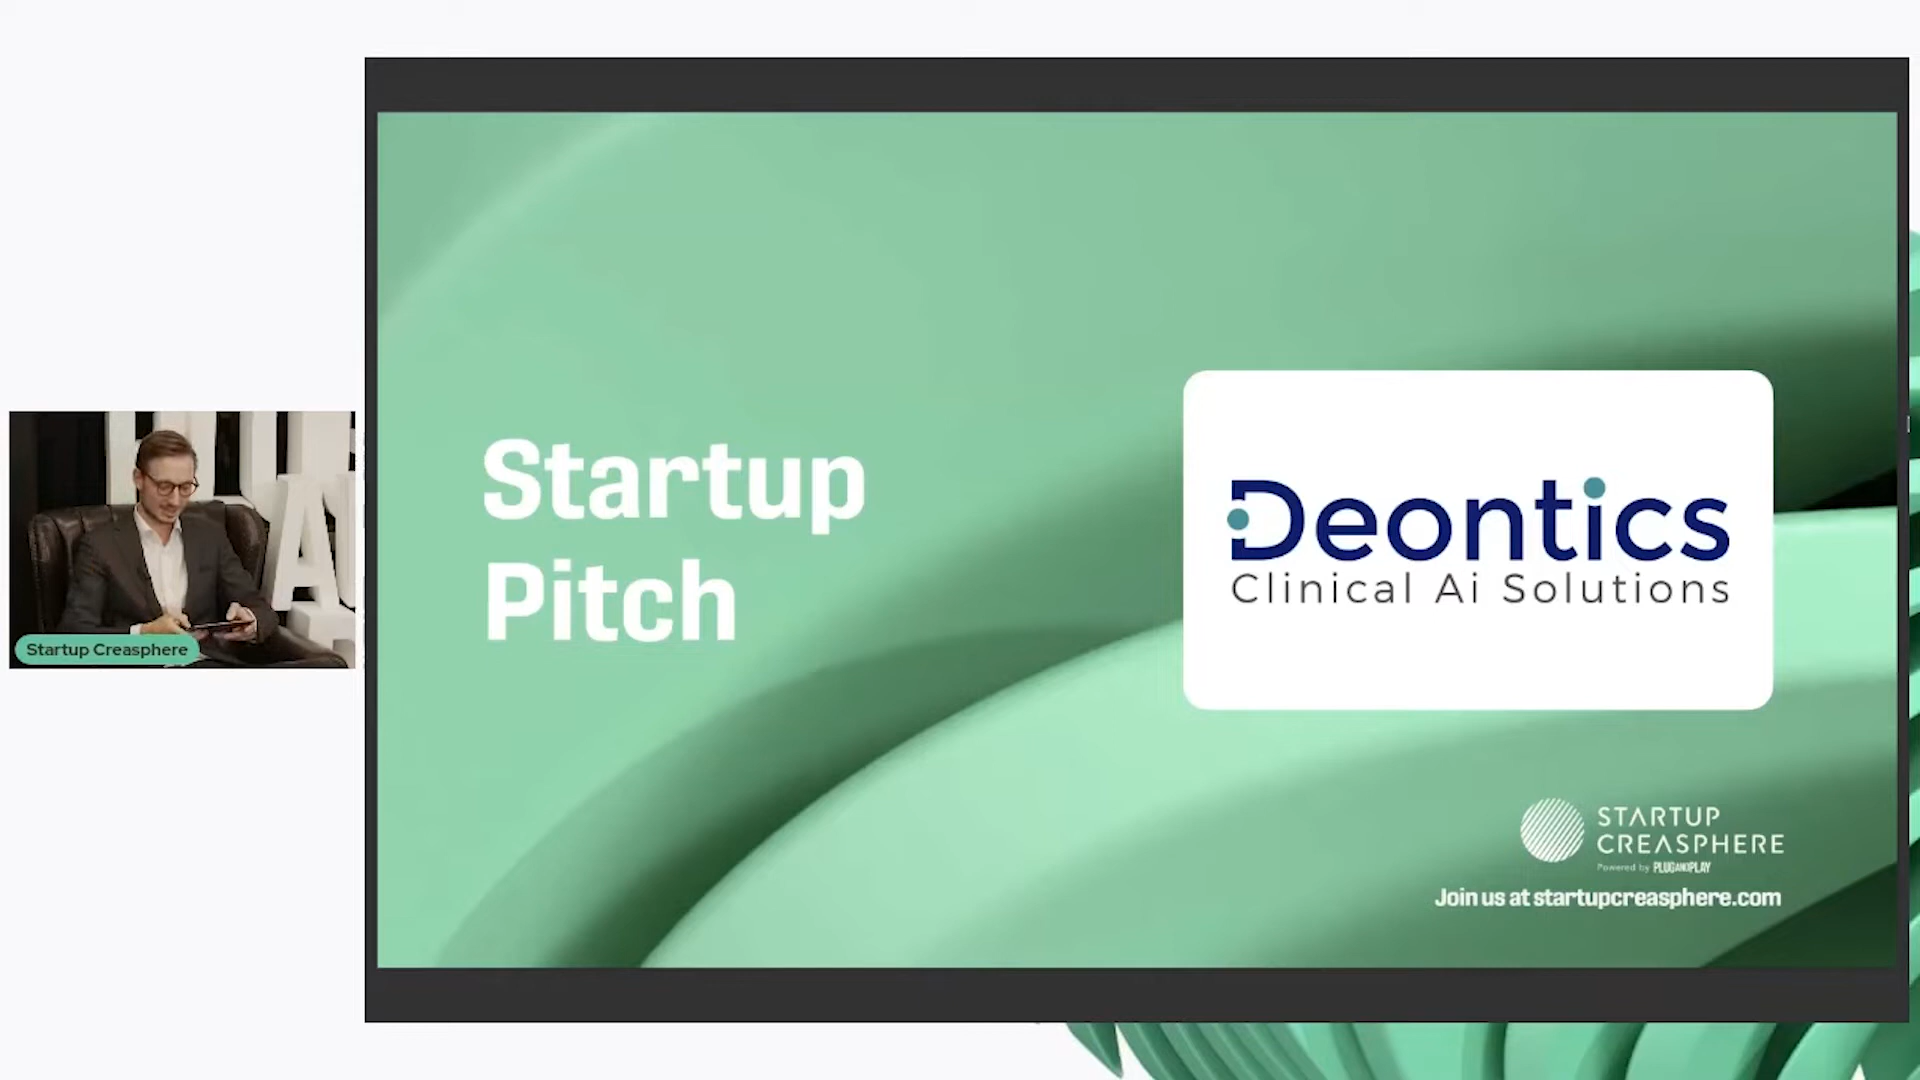 Startup Creasphere
Startup
Pitch
Deontics
Clinical Ai Solutions
STARTUP
CREASPHERE
Powered by PLUGANDPLAY
Join us at startupcreasphere.com